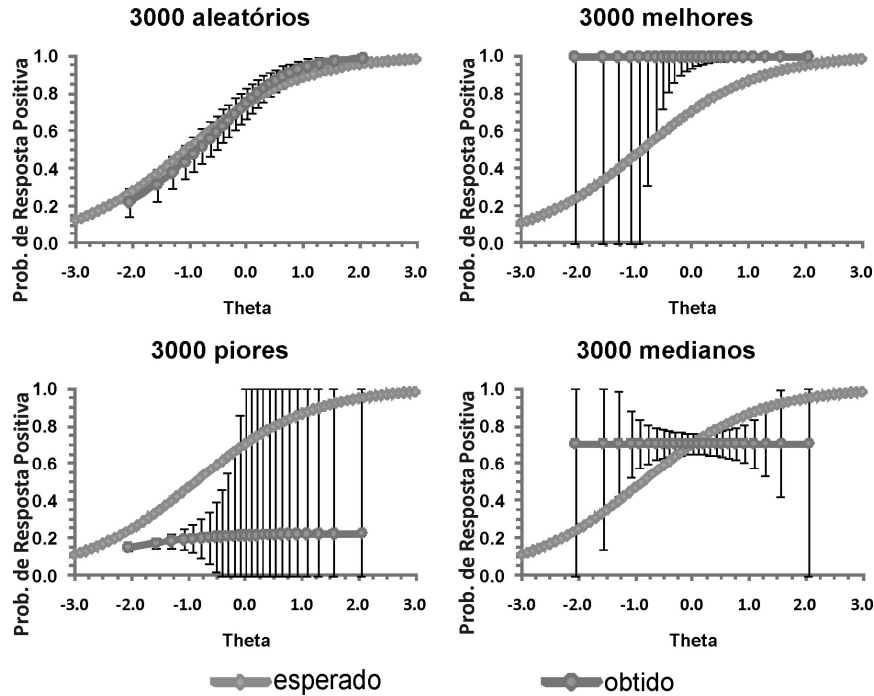 3000 aleatórios
Prob. de Resposta Positiva
1.0
0.8
0.6
0.4
0.2
0.0
-3.0 -2.0 -1.0 0.0 1.0 2.0 3.0
Theta
3000 melhores
Prob. de Resposta Positiva
1.0
0.8
0.6
0.4
0.2
0.0
-3.0 -2.0 -1.0 0.0 1.0 2.0 3.0
Theta
3000 piores
Prob. de Resposta Positiva
1.0
0.8
0.6
0.4
0.2
0.0
-3.0 -2.0 -1.0 0.0 1.0 2.0 3.0
Theta
3000 medianos
Prob. de Resposta Positiva
1.0
0.8
0.6
0.4
0.2
0.0
-3.0 -2.0 -1.0 0.0 1.0 2.0 3.0
Theta
esperado
obtido